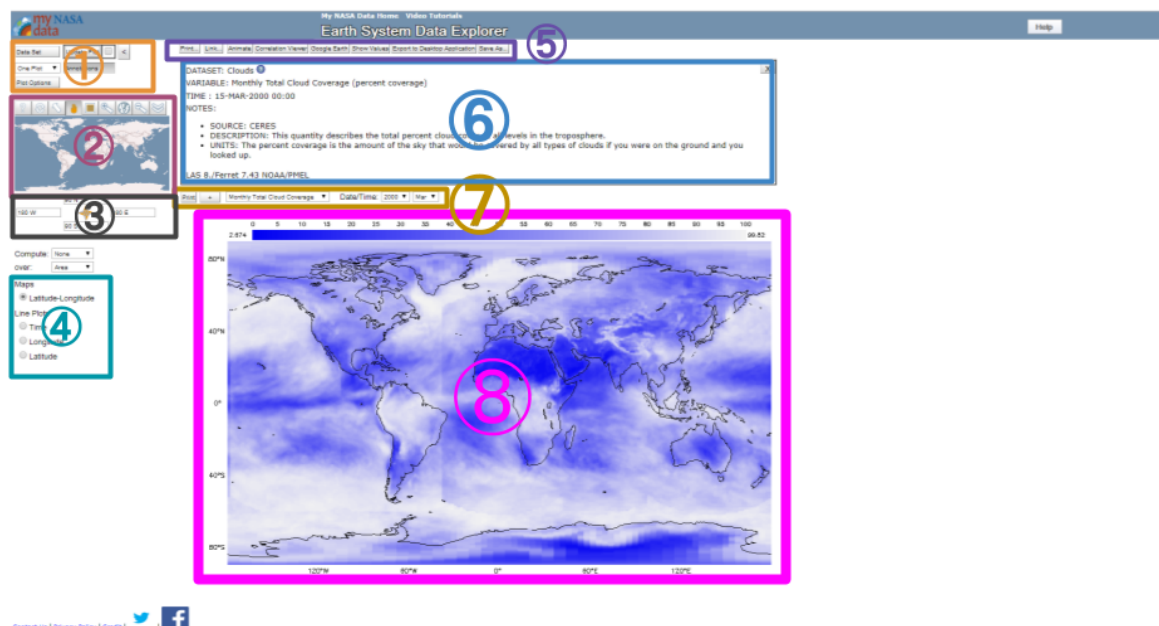 my NASA
data
My NASA Data Home Video Tutorials
Earth System Data Explorer
Help
①
Data Set
<
One Plot
Plot Options
②
③
180 W
Compute: None
over: Area
Maps
Latitude-Longitude
Line Plots
Time
Longitude
Latitude
④
Print... Link... Animate Correlation Viewer Google Earth Show Values Export to Desktop Application Save As...
⑤
DATASET: Clouds
VARIABLE: Monthly Total Cloud Coverage (percent coverage)
TIME : 15-MAR-2000 00:00
NOTES:
• SOURCE: CERES
• DESCRIPTION: This quantity describes the total percent cloud levels in the troposphere.
• UNITS: The percent coverage is the amount of the sky that covered by all types of clouds if you were on the ground and you
looked up.
LAS 8./Ferret 7.43 NOAA/PMEL
⑥
Monthly Total Cloud Coverage Date/Time: 2000 Mar
⑦
0 5 10 15 20 25 30 35 40 50 55 60 65 70 75 80 85 90 95 100
2.674 99.52
80°N
40°N
0°
40°S
80°S
120°W 60°W 0° 60°E 120°E
⑧
Contact Us | Privacy Policy | Credits |